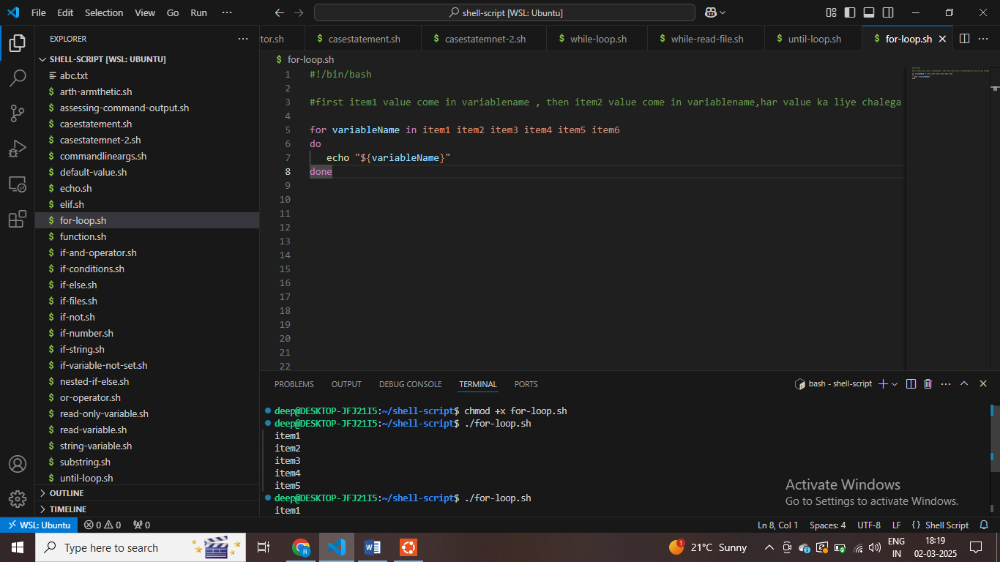 File Edit Selection View Go Run ···
shell-script [WSL: Ubuntu]
EXPLORER
SHELL-SCRIPT [WSL: UBUNTU]
abc.txt
$ arth-armthetic.sh
$ assessing-command-output.sh
$ casestatement.sh
$ casestatemnet-2.sh
$ commandlineargs.sh
$ default-value.sh
$ echo.sh
$ elif.sh
$ for-loop.sh
$ function.sh
$ if-and-operator.sh
$ if-conditions.sh
$ if-else.sh
$ if-files.sh
$ if-not.sh
$ if-number.sh
$ if-string.sh
$ if-variable-not-set.sh
$ nested-if-else.sh
$ or-operator.sh
$ read-only-variable.sh
$ read-variable.sh
$ string-variable.sh
$ substring.sh
$ until-loop.sh
OUTLINE
TIMELINE
tor.sh $ casestatement.sh $ casestatemnet-2.sh $ while-loop.sh $ while-read-file.sh $ until-loop.sh $ for-loop.sh
$ for-loop.sh
1 #!/bin/bash
2
3 #first item1 value come in variablename , then item2 value come in variablename,har value ka liye chalega
4
5 for variableName in item1 item2 item3 item4 item5 item6
6 do
7 echo "${variableName}"
8 done
9
10
11
12
13
14
15
16
17
18
19
20
21
22
PROBLEMS OUTPUT DEBUG CONSOLE TERMINAL PORTS
bash - shell-script
deep@DESKTOP-JFJ21I5:~/shell-script$ chmod +x for-loop.sh
deep@DESKTOP-JFJ21I5:~/shell-script$ ./for-loop.sh
item1
item2
item3
item4
item5
deep@DESKTOP-JFJ21I5:~/shell-script$ ./for-loop.sh
item1
Activate Windows
Go to Settings to activate Windows.
WSL: Ubuntu 0 0 0 Ln 8, Col 1 Spaces: 4 UTF-8 LF {} Shell Script
Type here to search
21°C Sunny
ENG
IN
18:19
02-03-2025